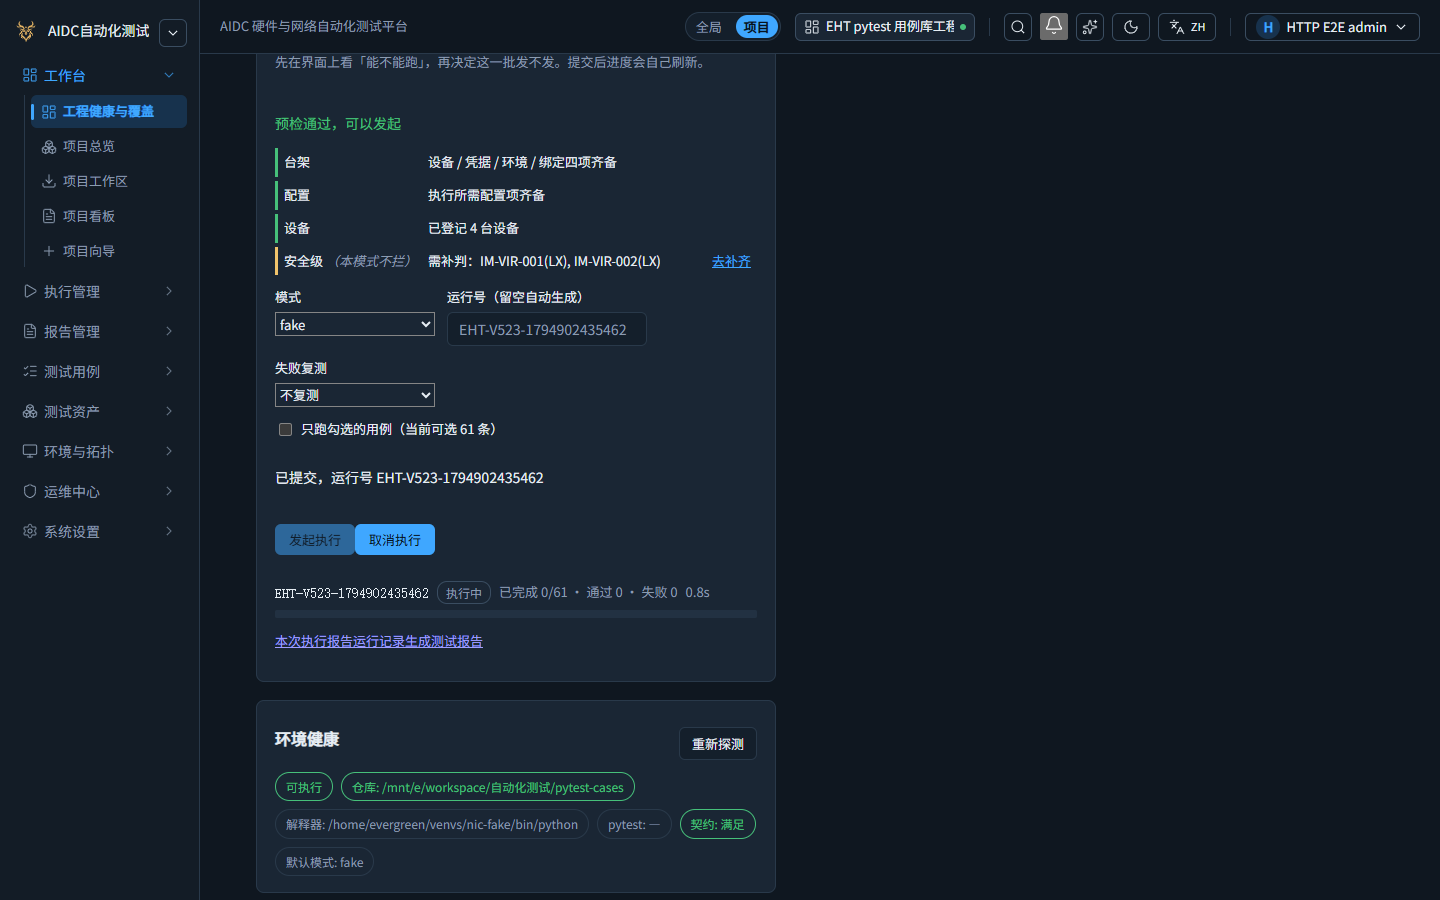 AIDC自动化测试
AIDC 硬件与网络自动化测试平台
全局
项目
EHT pytest 用例库工程
ZH
H
HTTP E2E admin
工作台
工程健康与覆盖
项目总览
项目工作区
项目看板
项目向导
执行管理
报告管理
测试用例
测试资产
环境与拓扑
运维中心
系统设置
先在界面上看「能不能跑」，再决定这一批发不发。提交后进度会自己刷新。
预检通过，可以发起
台架 设备 / 凭据 / 环境 / 绑定四项齐备
配置 执行所需配置项齐备
设备 已登记 4 台设备
安全级 （本模式不拦） 需补判：IM-VIR-001(LX), IM-VIR-002(LX) 去补齐
模式 运行号（留空自动生成）
fake EHT-V523-1794902435462
失败复测
不复测
只跑勾选的用例（当前可选 61 条）
已提交，运行号 EHT-V523-1794902435462
发起执行 取消执行
EHT-V523-1794902435462 执行中 已完成 0/61 · 通过 0 · 失败 0 0.8s
本次执行报告运行记录生成测试报告
环境健康 重新探测
可执行 仓库: /mnt/e/workspace/自动化测试/pytest-cases
解释器: /home/evergreen/venvs/nic-fake/bin/python pytest: — 契约: 满足
默认模式: fake